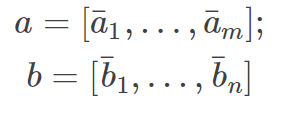 a = [ā₁, . . . , āₘ];
b = [b̄₁, . . . , b̄ₙ]